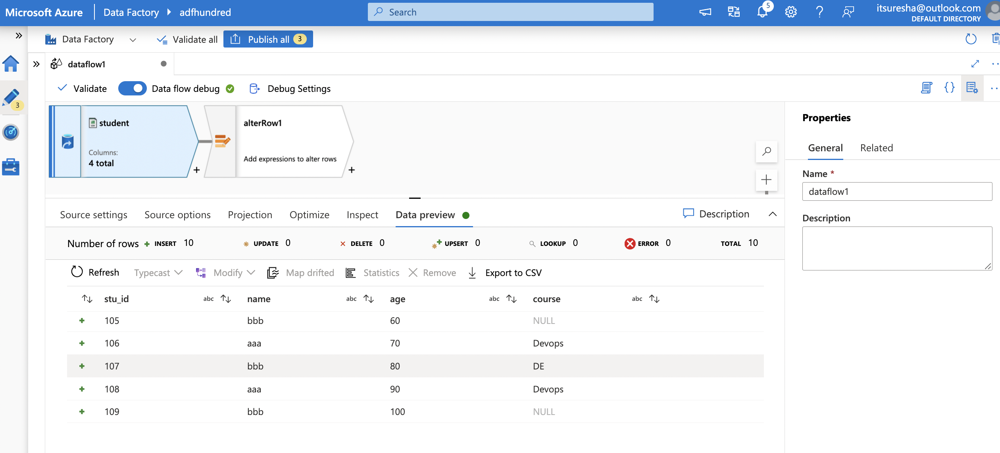 Microsoft Azure Data Factory adfhundred Search 5 itsuresha@outlook.com
DEFAULT DIRECTORY
Data Factory Validate all Publish all 3
dataflow1
Validate Data flow debug Debug Settings
3
student
Columns:
4 total
alterRow1
Add expressions to alter rows
Properties
General Related
Name *
dataflow1
Description
Source settings Source options Projection Optimize Inspect Data preview Description
Number of rows INSERT 10 UPDATE 0 DELETE 0 UPSERT 0 LOOKUP 0 ERROR 0 TOTAL 10
Refresh Typecast Modify Map drifted Statistics Remove Export to CSV
stu_id abc name abc age abc course abc
105 bbb 60 NULL
106 aaa 70 Devops
107 bbb 80 DE
108 aaa 90 Devops
109 bbb 100 NULL